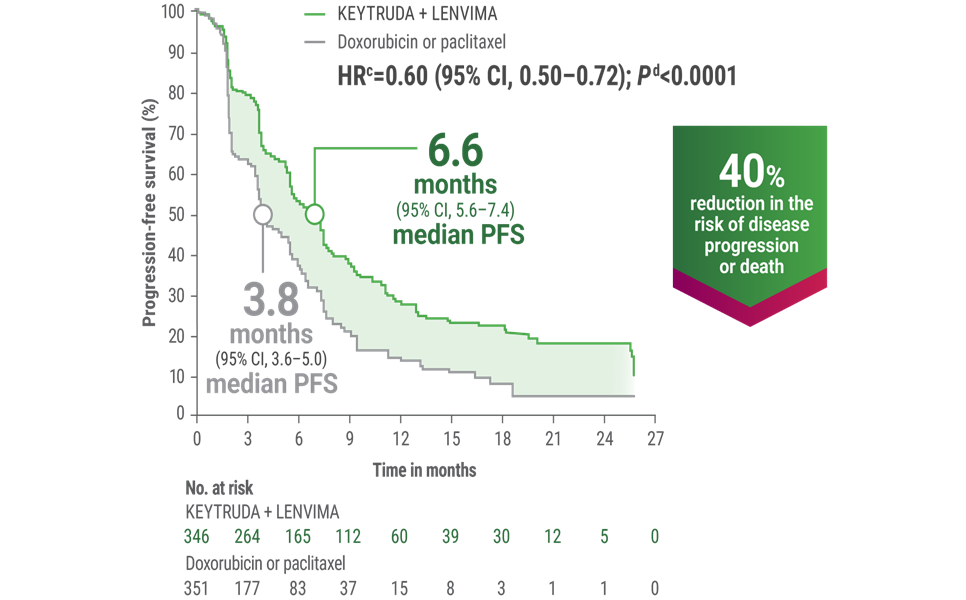 KEYTRUDA + LENVIMA
Doxorubicin or paclitaxel
HRᶜ=0.60 (95% CI, 0.50–0.72); Pᵈ<0.0001
Progression-free survival (%)
100
90
80
70
60
50
40
30
20
10
0
6.6
months
(95% CI, 5.6–7.4)
median PFS
3.8
months
(95% CI, 3.6–5.0)
median PFS
40%
reduction in the
risk of disease
progression
or death
0 3 6 9 12 15 18 21 24 27
Time in months
No. at risk
KEYTRUDA + LENVIMA
346 264 165 112 60 39 30 12 5 0
Doxorubicin or paclitaxel
351 177 83 37 15 8 3 1 1 0